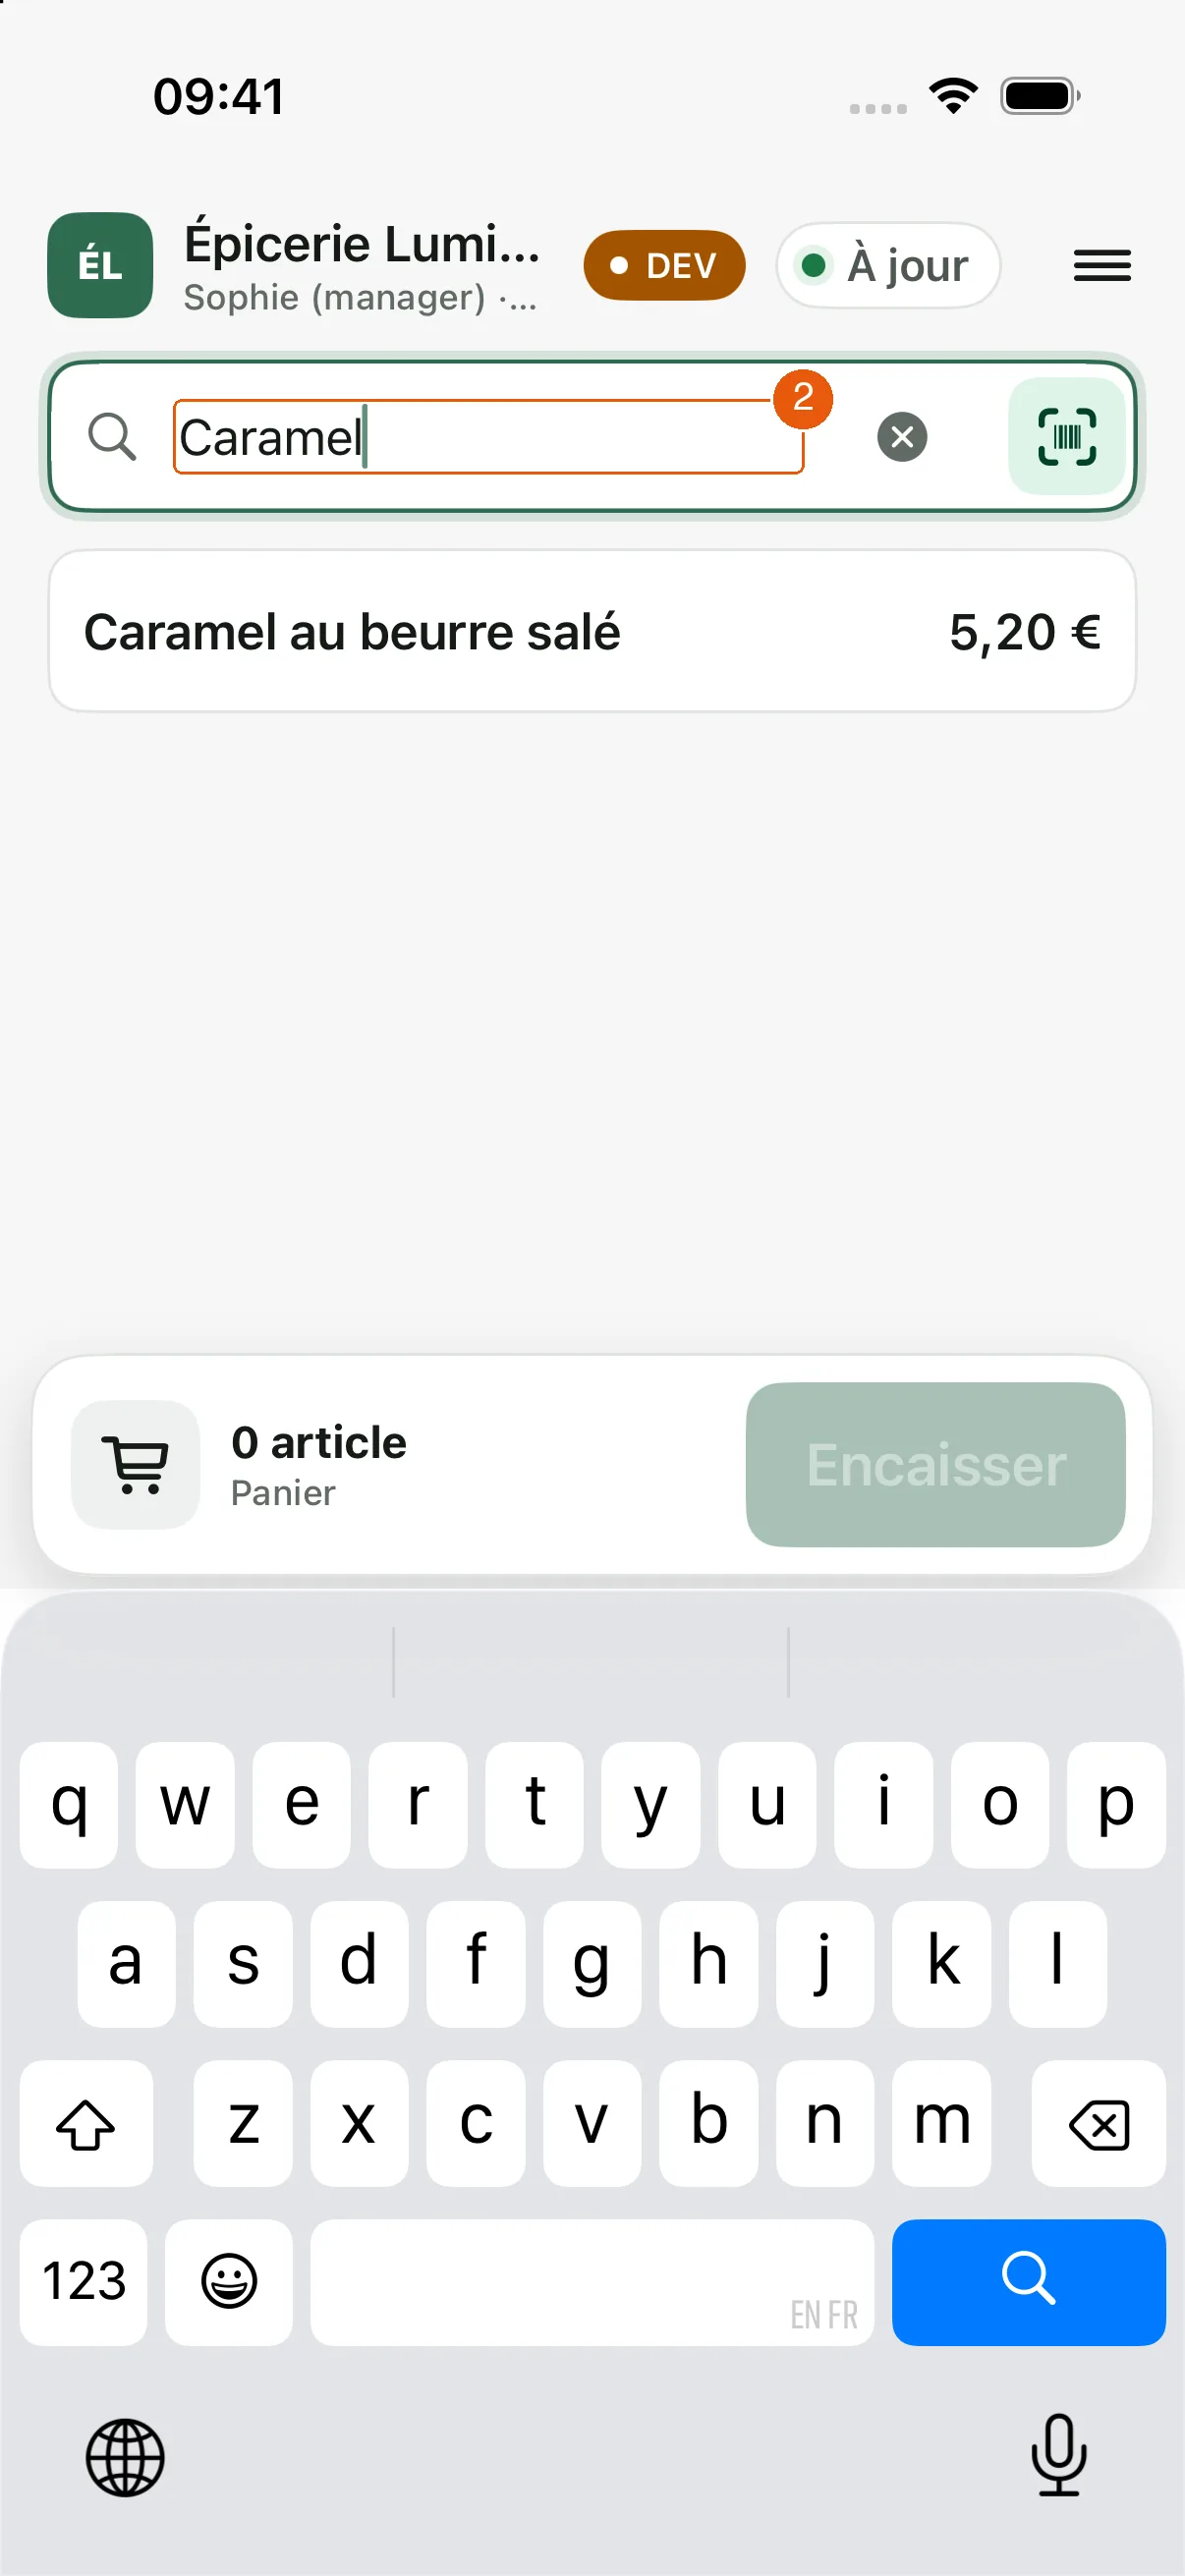 09:41
ÉL
Épicerie Lumi...
Sophie (manager) ·...
DEV
À jour
Caramel
2
Caramel au beurre salé
5,20 €
0 article
Panier
Encaisser
q w e r t y u i o p
a s d f g h j k l
z x c v b n m
123
EN FR